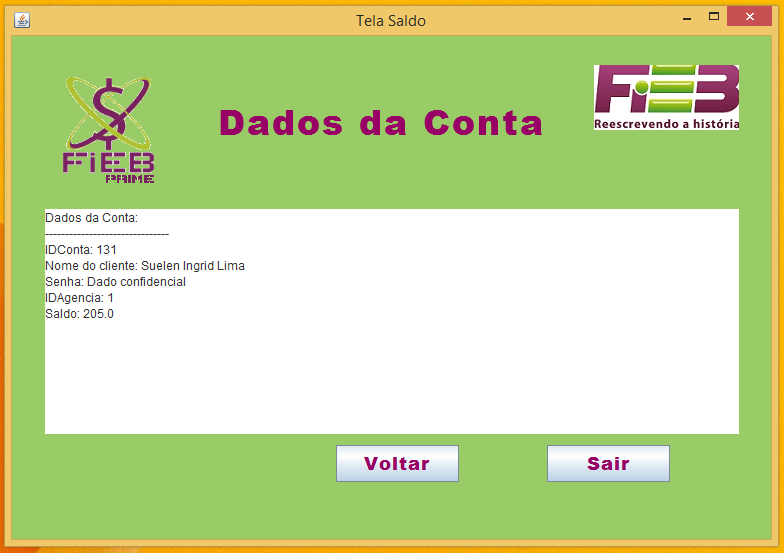 Tela Saldo
FiEB
PRIME
Dados da Conta
FiEB
Reescrevendo a história
Dados da Conta:
-------------------------------
IDConta: 131
Nome do cliente: Suelen Ingrid Lima
Senha: Dado confidencial
IDAgencia: 1
Saldo: 205.0
Voltar
Sair